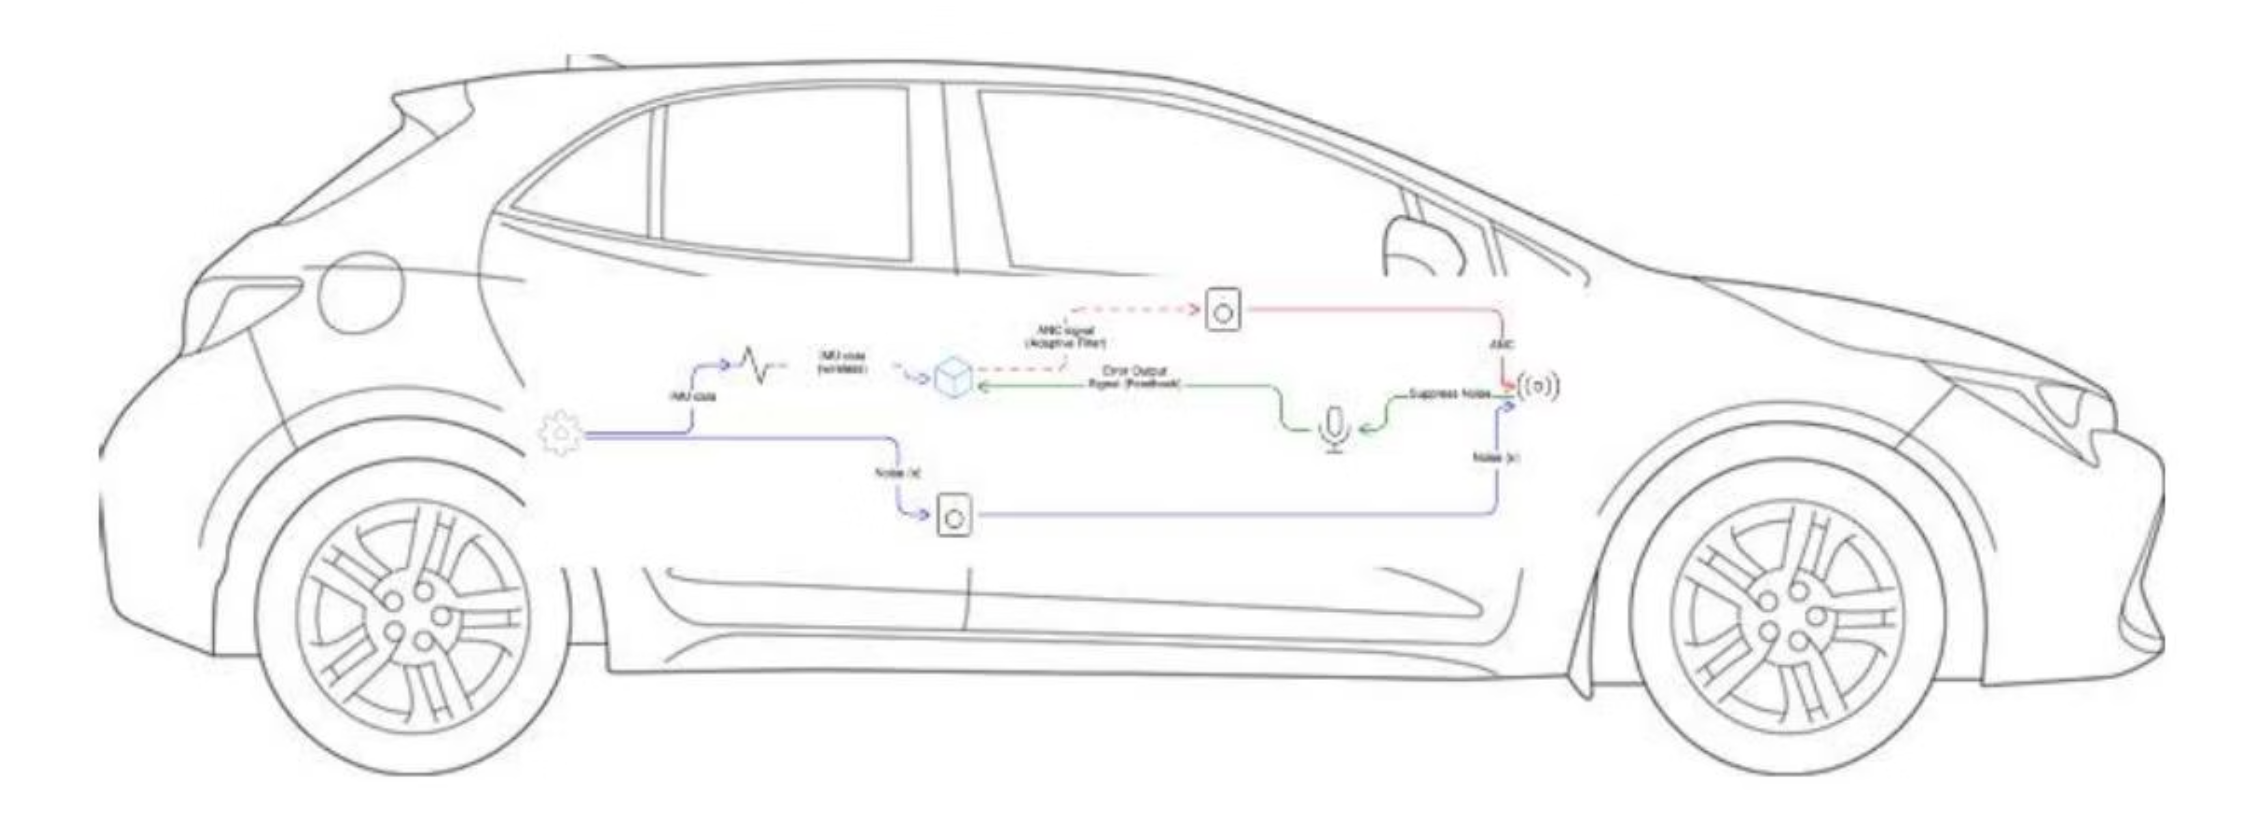 ANC signal
(Adaptive Filter)
ANC
IMU data
(wireless)
Error Output
Signal (Feedback)
IMU data
Suppress Noise
Noise (x)
Noise (x)